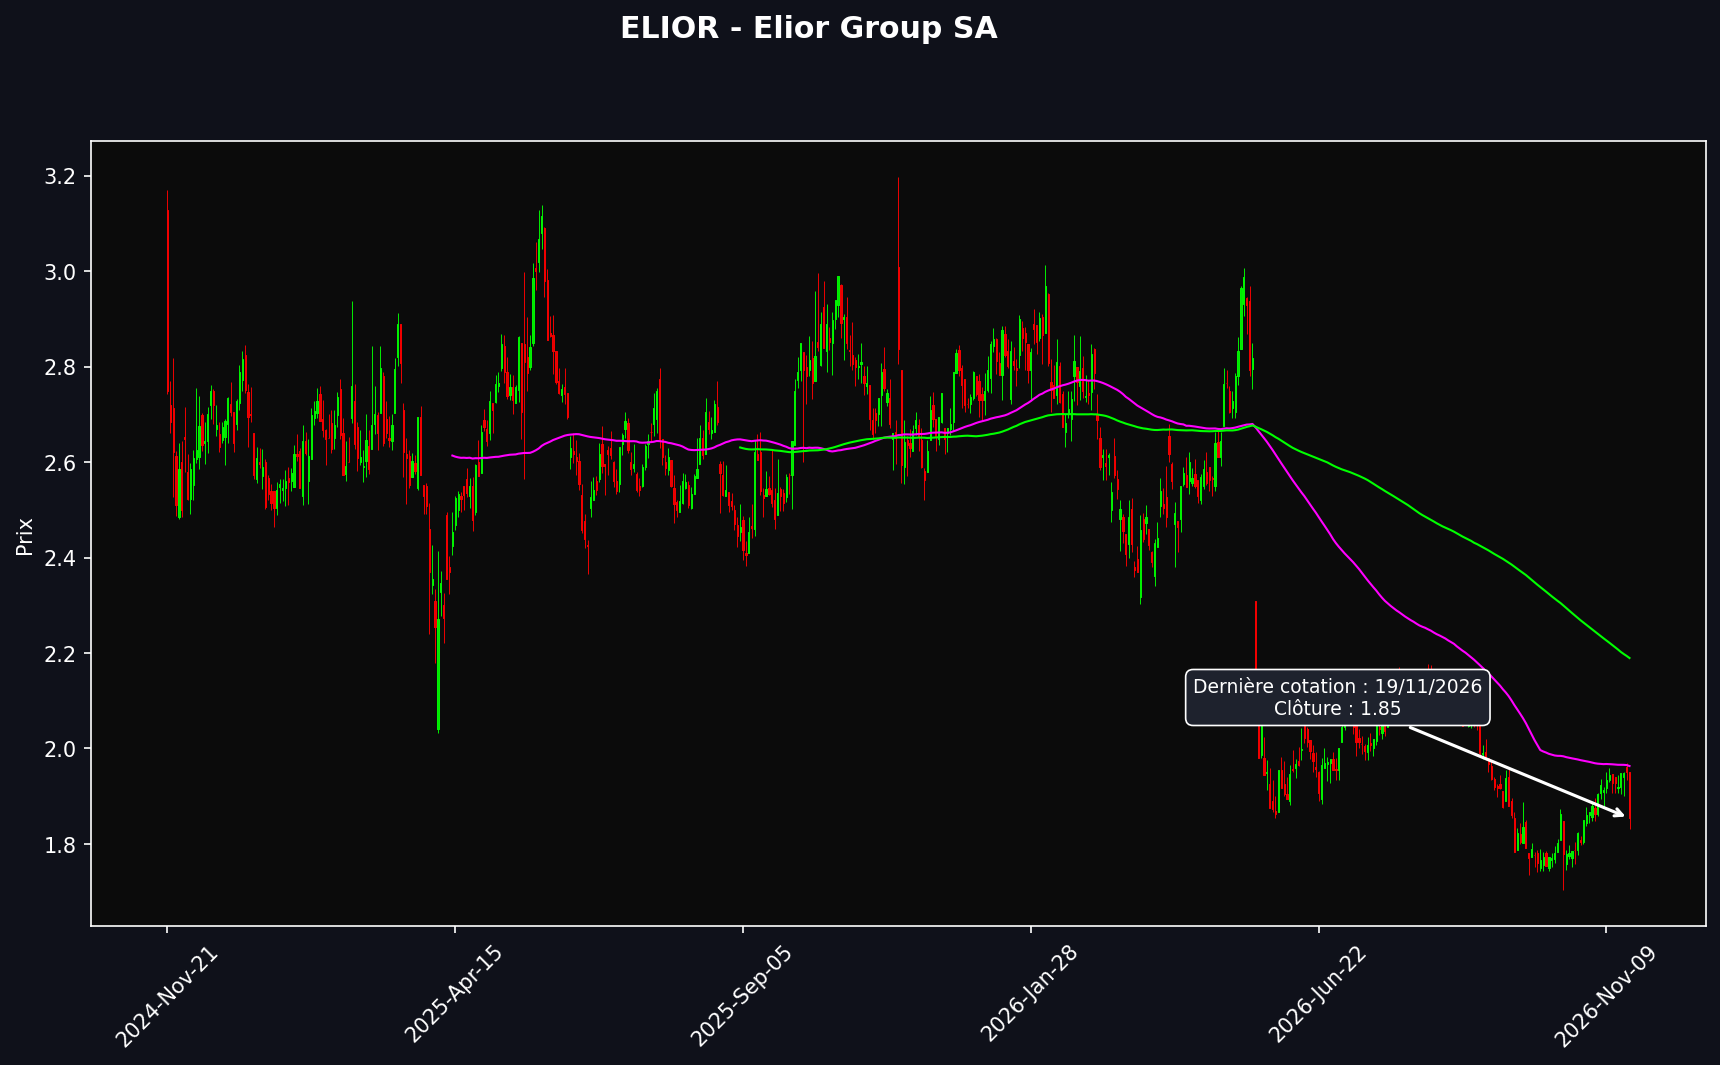 ELIOR - Elior Group SA
Prix
3.2
3.0
2.8
2.6
2.4
2.2
2.0
1.8
Dernière cotation : 19/11/2026
Clôture : 1.85
2024-Nov-21
2025-Apr-15
2025-Sep-05
2026-Jan-28
2026-Jun-22
2026-Nov-09